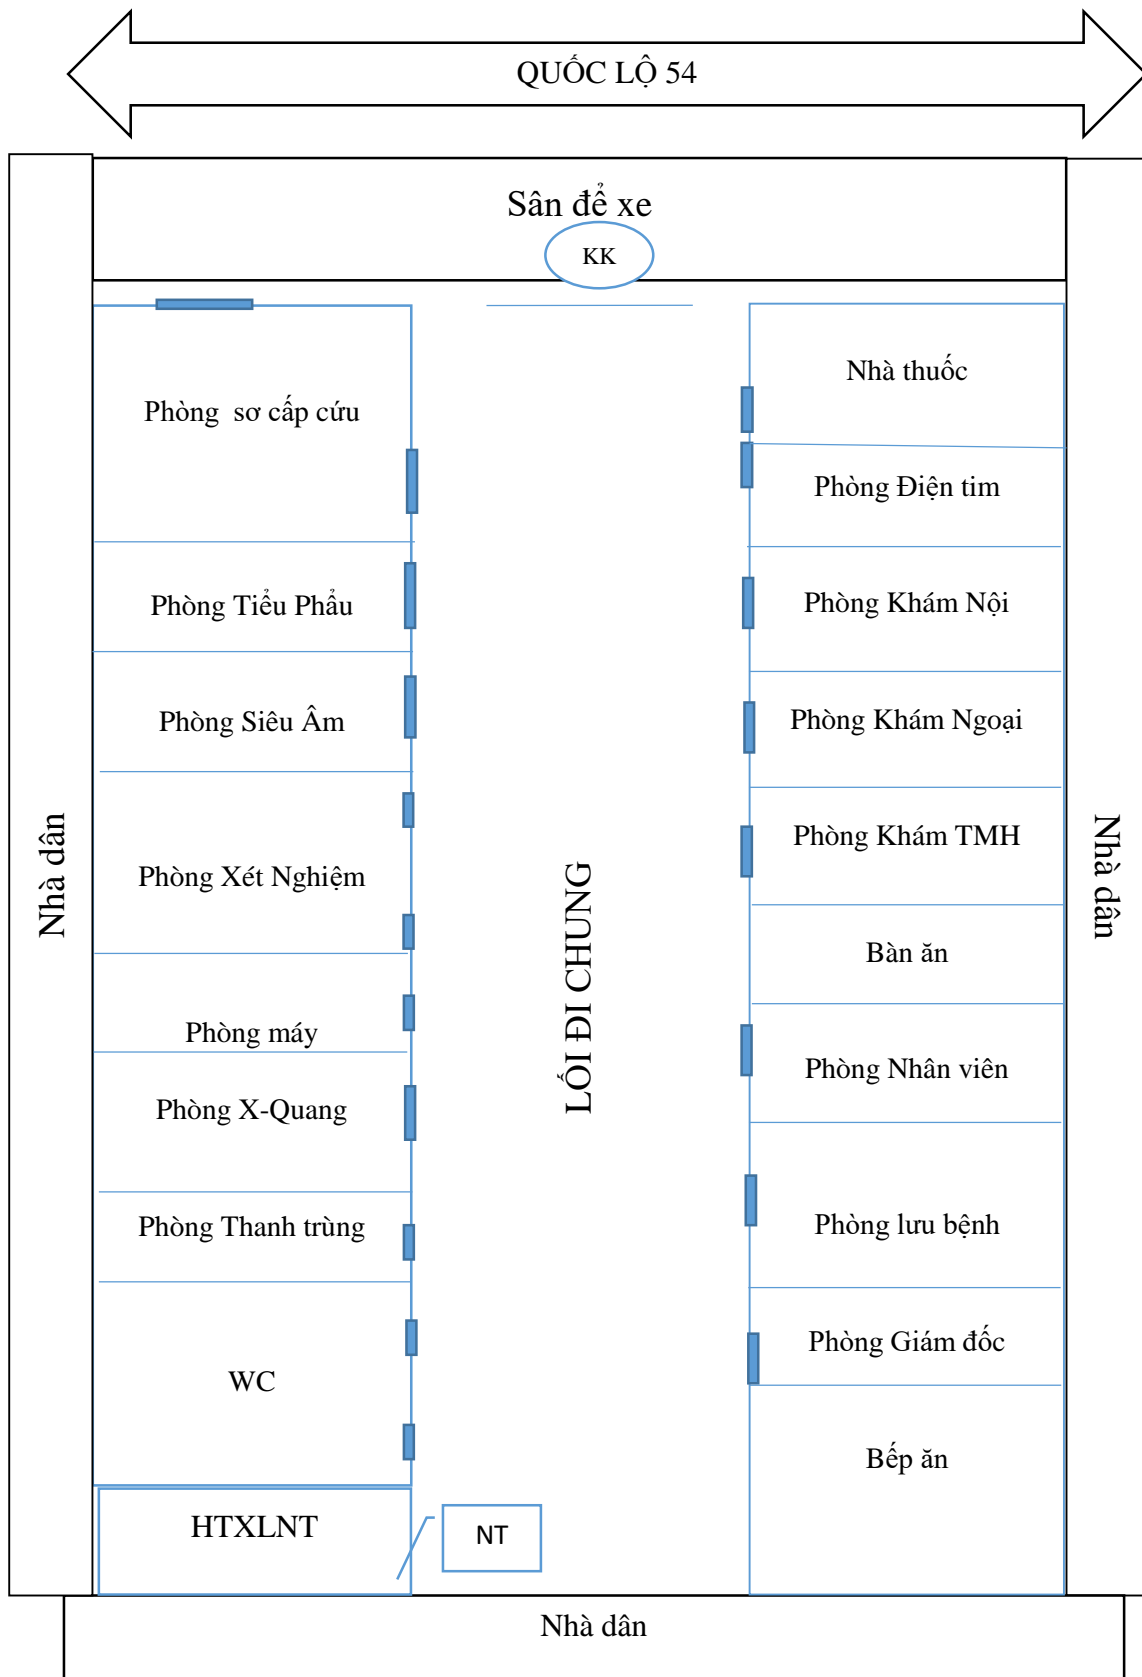 QUỐC LỘ 54
Sân để xe
KK
Nhà dân
Phòng sơ cấp cứu
Phòng Tiểu Phẩu
Phòng Siêu Âm
Phòng Xét Nghiệm
Phòng máy
Phòng X-Quang
Phòng Thanh trùng
WC
HTXLNT
NT
LỐI ĐI CHUNG
Nhà thuốc
Phòng Điện tim
Phòng Khám Nội
Phòng Khám Ngoại
Phòng Khám TMH
Bàn ăn
Phòng Nhân viên
Phòng lưu bệnh
Phòng Giám đốc
Bếp ăn
Nhà dân
Nhà dân